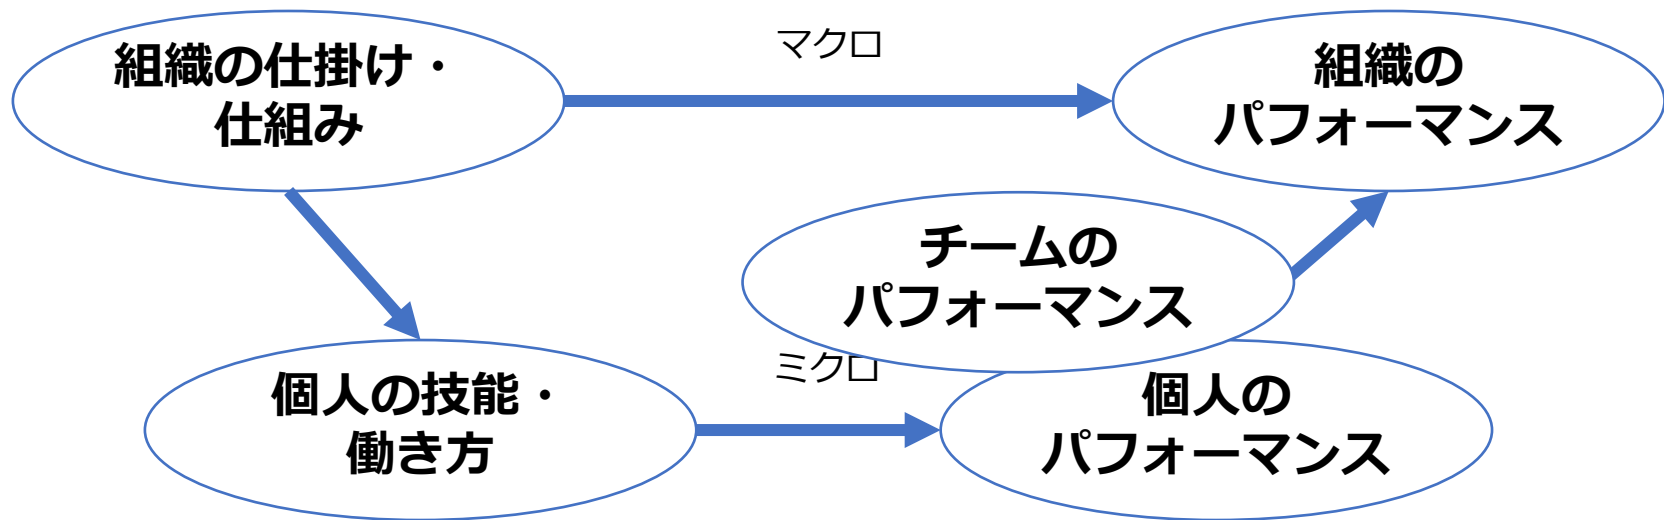 組織の仕掛け・
仕組み
マクロ
組織の
パフォーマンス
チームの
パフォーマンス
ミクロ
個人の技能・
働き方
個人の
パフォーマンス